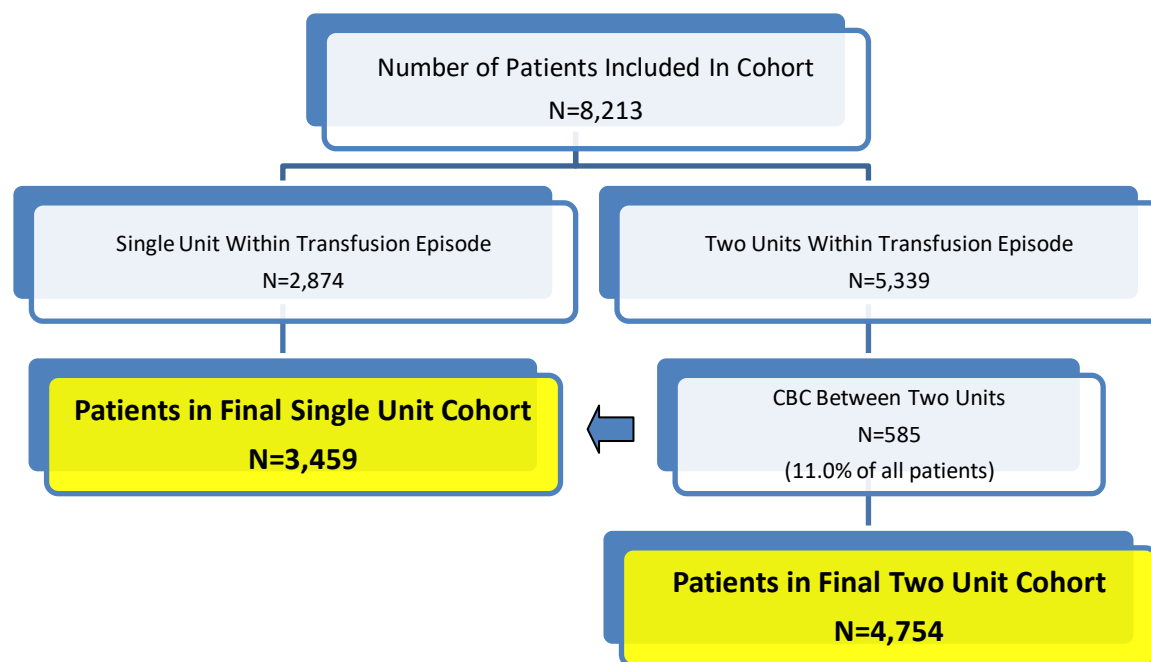 Number of Patients Included In Cohort
N=8,213
Single Unit Within Transfusion Episode
N=2,874
Two Units Within Transfusion Episode
N=5,339
Patients in Final Single Unit Cohort
N=3,459
CBC Between Two Units
N=585
(11.0% of all patients)
Patients in Final Two Unit Cohort
N=4,754